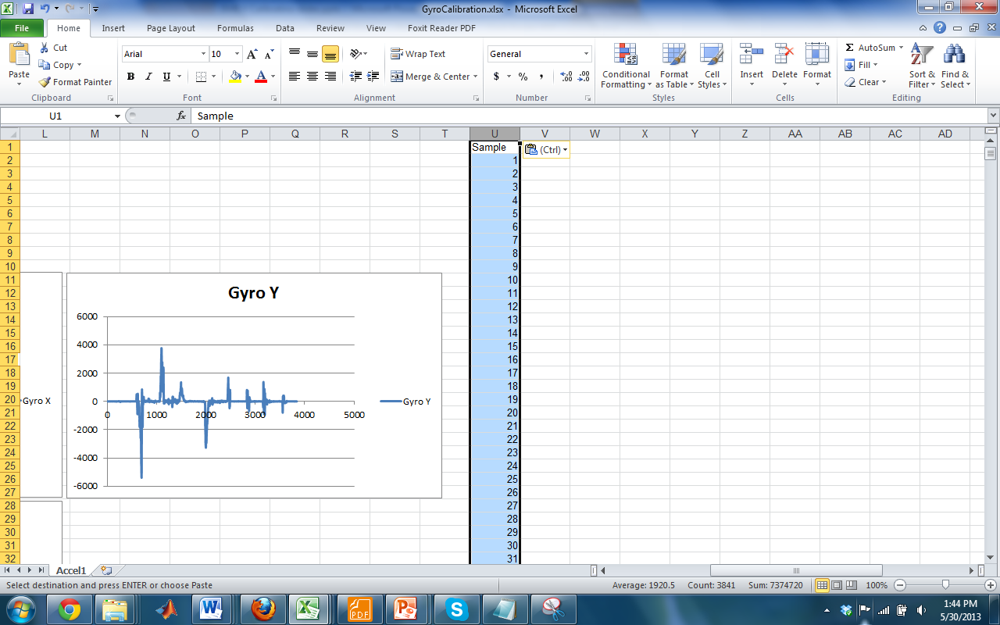 GyroCalibration.xlsx - Microsoft Excel
File Home Insert Page Layout Formulas Data Review View Foxit Reader PDF
Paste Cut Copy Format Painter Clipboard
Arial 10 A A B I U A Font
Wrap Text Merge & Center Alignment
General $ % , .00 .0 Number
Conditional Formatting Format as Table Cell Styles Styles
Insert Delete Format Cells
Σ AutoSum Fill Clear Sort & Filter Find & Select Editing
U1 fx Sample
L M N O P Q R S T U V W X Y Z AA AB AC AD
1 Sample (Ctrl)
2 1
3 2
4 3
5 4
6 5
7 6
8 7
9 8
10 9
11 10
12 11
13 12
14 13
15 14
16 15
17 16
18 17
19 18
20 19
21 20
22 21
23 22
24 23
25 24
26 25
27 26
28 27
29 28
30 29
31 30
32 31
Gyro X
Gyro Y
6000
4000
2000
0
-2000
-4000
-6000
0 1000 2000 3000 4000 5000
Gyro Y
Accel1
Select destination and press ENTER or choose Paste Average: 1920.5 Count: 3841 Sum: 7374720 100%
W PDF P S
1:44 PM
5/30/2013